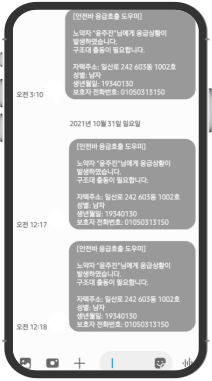 [안전바 응급호출 도우미]
노약자 "윤주진"님에게 응급상황이
발생하였습니다.
구조대 출동이 필요합니다.
자택주소: 일산로 242 603동 1002호
성별: 남자
생년월일: 19340130
보호자 전화번호: 01050313150
오전 3:10
2021년 10월 31일 일요일
[안전바 응급호출 도우미]
노약자 "윤주진"님에게 응급상황이
발생하였습니다.
구조대 출동이 필요합니다.
자택주소: 일산로 242 603동 1002호
성별: 남자
생년월일: 19340130
보호자 전화번호: 01050313150
오전 12:17
[안전바 응급호출 도우미]
노약자 "윤주진"님에게 응급상황이
발생하였습니다.
구조대 출동이 필요합니다.
자택주소: 일산로 242 603동 1002호
성별: 남자
생년월일: 19340130
보호자 전화번호: 01050313150
오전 12:18